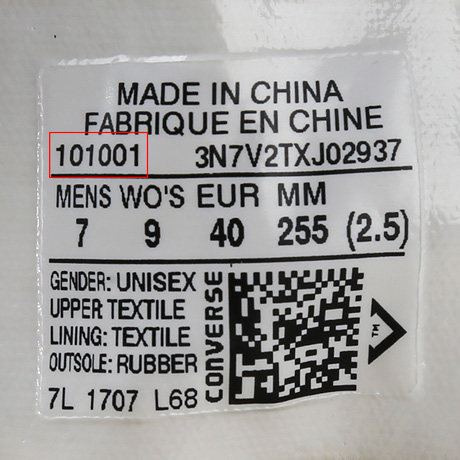 MADE IN CHINA
FABRIQUE EN CHINE
101001 3N7V2TXJ02937
MENS WO'S EUR MM
7 9 40 255 (2.5)
GENDER: UNISEX
UPPER: TEXTILE
LINING: TEXTILE
OUTSOLE: RUBBER
7L 1707 L68
CONVERSE
TM